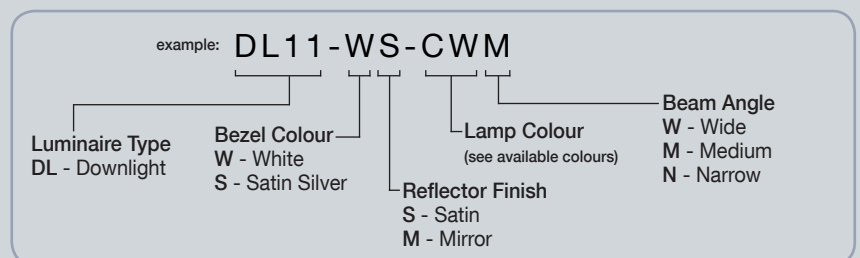 example: DL11-WS-CWM
Luminaire Type
DL - Downlight
Bezel Colour
W - White
S - Satin Silver
Reflector Finish
S - Satin
M - Mirror
Lamp Colour
(see available colours)
Beam Angle
W - Wide
M - Medium
N - Narrow